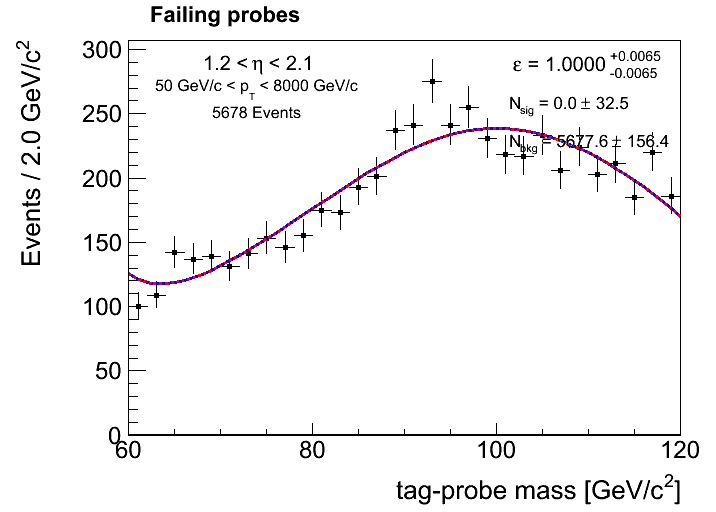 Failing probes
Events / 2.0 GeV/c²
1.2 < η < 2.1
50 GeV/c < p_T < 8000 GeV/c
5678 Events
ε = 1.0000 +0.0065 -0.0065
N_sig = 0.0 ± 32.5
N_bkg = 5677.6 ± 156.4
300
250
200
150
100
50
0
60 80 100 120
tag-probe mass [GeV/c²]